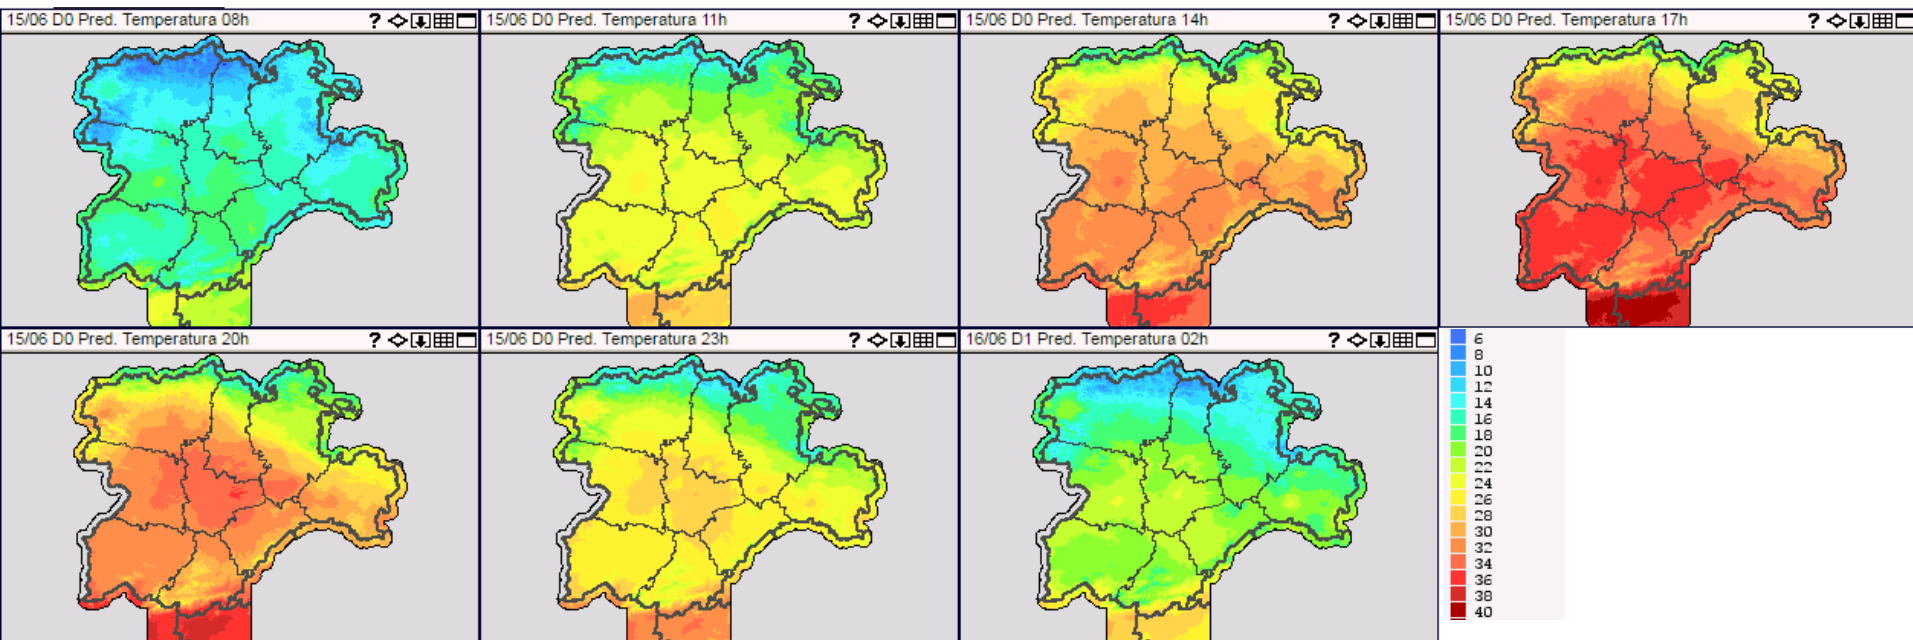 15/06 D0 Pred. Temperatura 08h ?
15/06 D0 Pred. Temperatura 11h ?
15/06 D0 Pred. Temperatura 14h ?
15/06 D0 Pred. Temperatura 17h ?
15/06 D0 Pred. Temperatura 20h ?
15/06 D0 Pred. Temperatura 23h ?
16/06 D1 Pred. Temperatura 02h ?
6
8
10
12
14
16
18
20
22
24
26
28
30
32
34
36
38
40